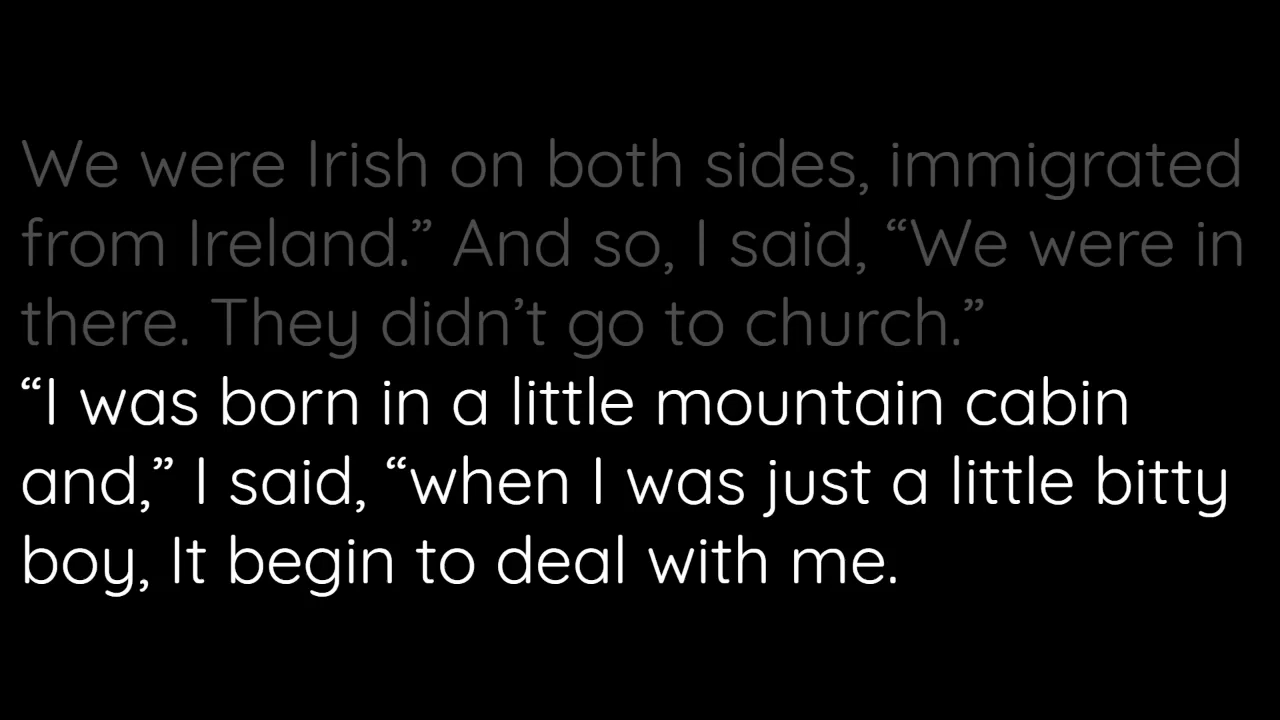 We were Irish on both sides, immigrated
from Ireland.” And so, I said, “We were in
there. They didn’t go to church.”
“I was born in a little mountain cabin
and,” I said, “when I was just a little bitty
boy, It begin to deal with me.